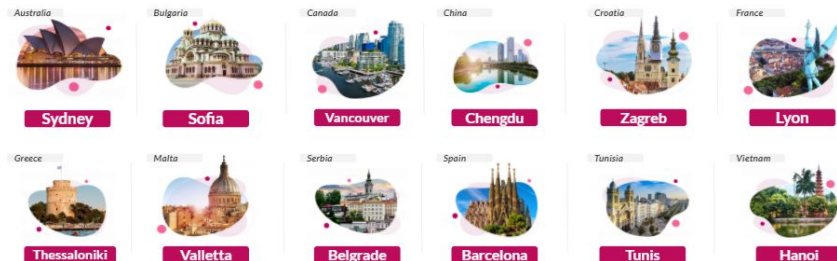 Australia
Bulgaria
Canada
China
Croatia
France
Sydney
Sofia
Vancouver
Chengdu
Zagreb
Lyon
Greece
Malta
Serbia
Spain
Tunisia
Vietnam
Thessaloniki
Valletta
Belgrade
Barcelona
Tunis
Hanoi